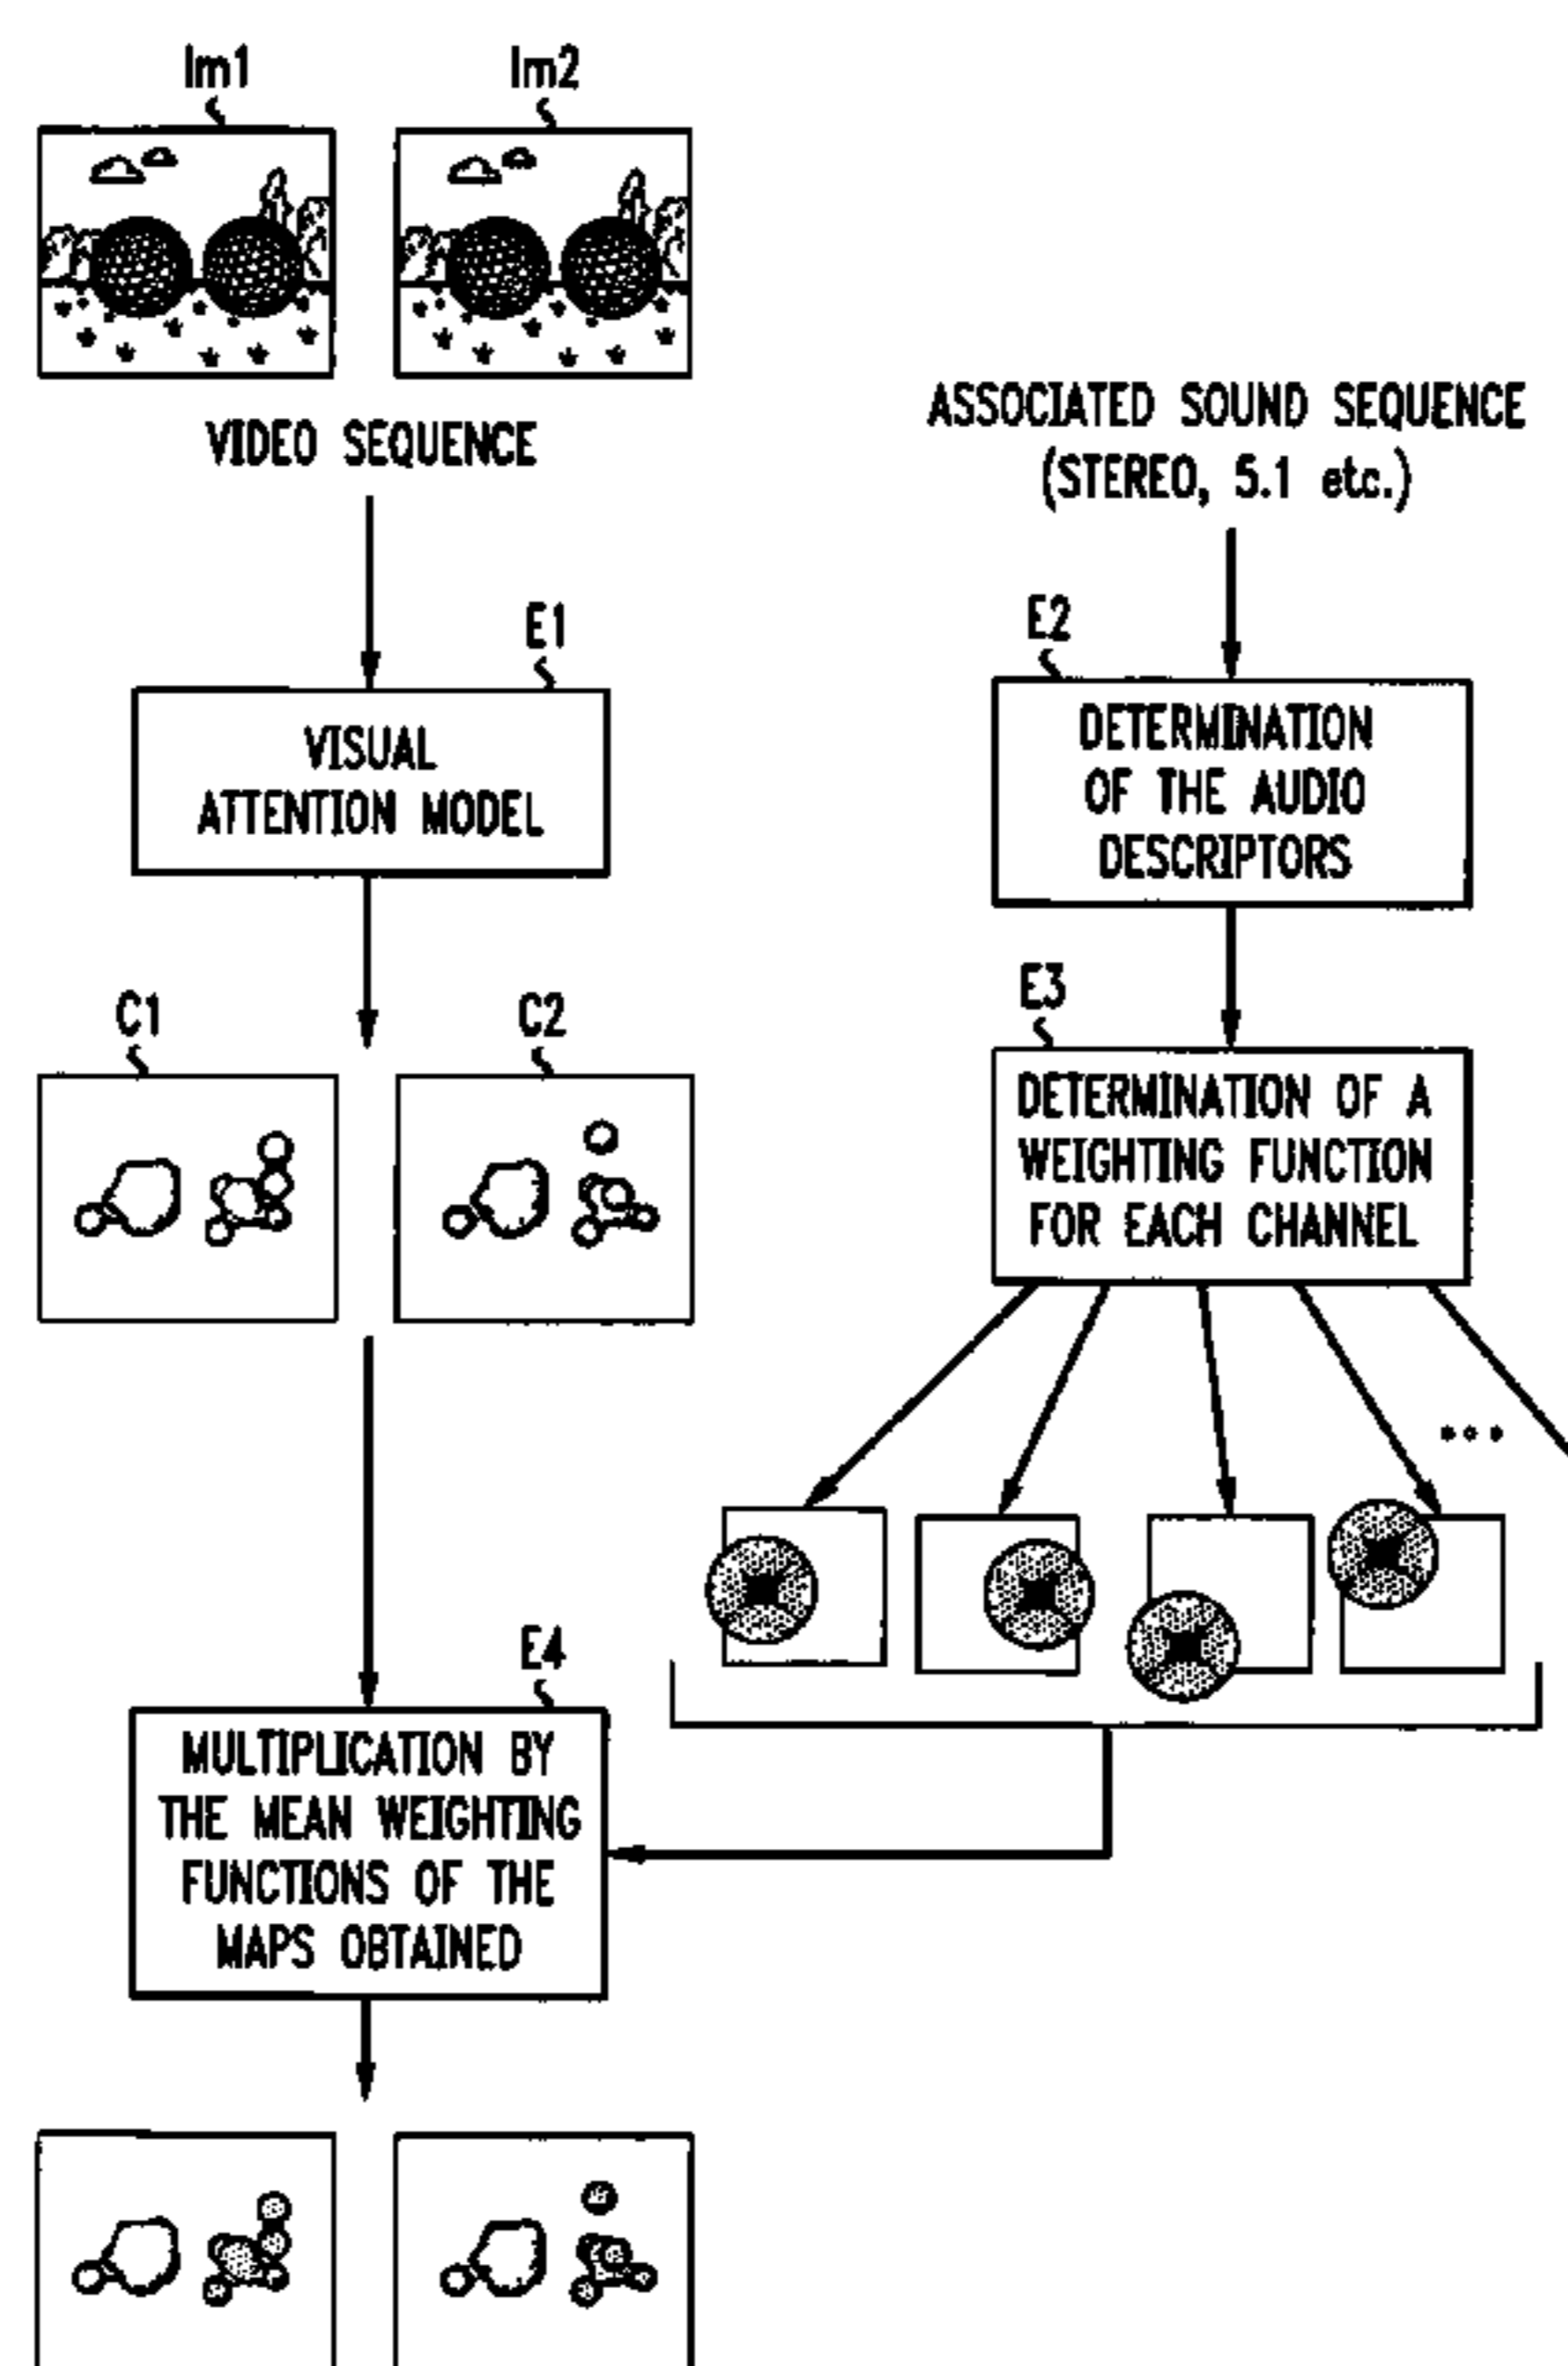 Im1
Im2
VIDEO SEQUENCE
ASSOCIATED SOUND SEQUENCE
(STEREO, 5.1 etc.)
E1
VISUAL
ATTENTION MODEL
E2
DETERMINATION
OF THE AUDIO
DESCRIPTORS
C1
C2
E3
DETERMINATION OF A
WEIGHTING FUNCTION
FOR EACH CHANNEL
...
E4
MULTIPLICATION BY
THE MEAN WEIGHTING
FUNCTIONS OF THE
MAPS OBTAINED